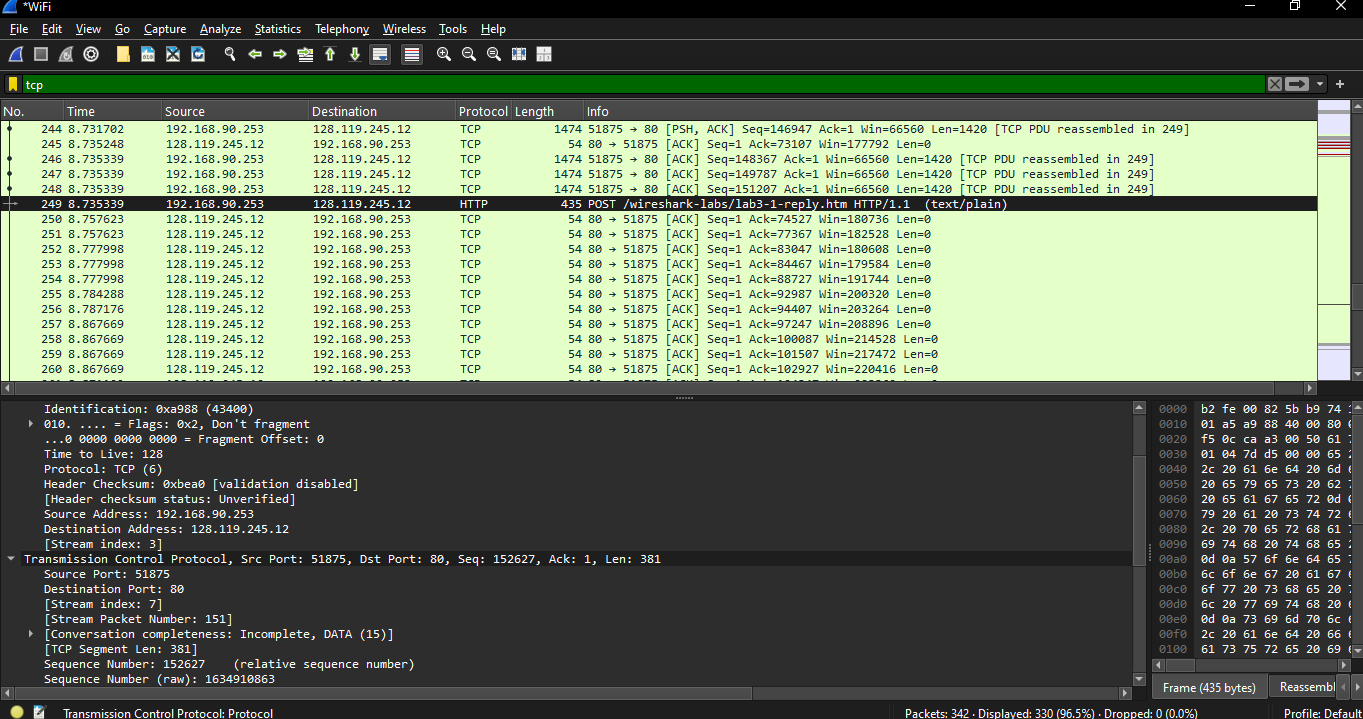 *WiFi
File Edit View Go Capture Analyze Statistics Telephony Wireless Tools Help
tcp
No. Time Source Destination Protocol Length Info
244 8.731702 192.168.90.253 128.119.245.12 TCP 1474 51875 → 80 [PSH, ACK] Seq=146947 Ack=1 Win=66560 Len=1420 [TCP PDU reassembled in 249]
245 8.735248 128.119.245.12 192.168.90.253 TCP 54 80 → 51875 [ACK] Seq=1 Ack=73107 Win=177792 Len=0
246 8.735339 192.168.90.253 128.119.245.12 TCP 1474 51875 → 80 [ACK] Seq=148367 Ack=1 Win=66560 Len=1420 [TCP PDU reassembled in 249]
247 8.735339 192.168.90.253 128.119.245.12 TCP 1474 51875 → 80 [ACK] Seq=149787 Ack=1 Win=66560 Len=1420 [TCP PDU reassembled in 249]
248 8.735339 192.168.90.253 128.119.245.12 TCP 1474 51875 → 80 [ACK] Seq=151207 Ack=1 Win=66560 Len=1420 [TCP PDU reassembled in 249]
249 8.735339 192.168.90.253 128.119.245.12 HTTP 435 POST /wireshark-labs/lab3-1-reply.htm HTTP/1.1 (text/plain)
250 8.757623 128.119.245.12 192.168.90.253 TCP 54 80 → 51875 [ACK] Seq=1 Ack=74527 Win=180736 Len=0
251 8.757623 128.119.245.12 192.168.90.253 TCP 54 80 → 51875 [ACK] Seq=1 Ack=77367 Win=182528 Len=0
252 8.777998 128.119.245.12 192.168.90.253 TCP 54 80 → 51875 [ACK] Seq=1 Ack=83047 Win=180608 Len=0
253 8.777998 128.119.245.12 192.168.90.253 TCP 54 80 → 51875 [ACK] Seq=1 Ack=84467 Win=179584 Len=0
254 8.777998 128.119.245.12 192.168.90.253 TCP 54 80 → 51875 [ACK] Seq=1 Ack=88727 Win=191744 Len=0
255 8.784288 128.119.245.12 192.168.90.253 TCP 54 80 → 51875 [ACK] Seq=1 Ack=92987 Win=200320 Len=0
256 8.787176 128.119.245.12 192.168.90.253 TCP 54 80 → 51875 [ACK] Seq=1 Ack=94407 Win=203264 Len=0
257 8.867669 128.119.245.12 192.168.90.253 TCP 54 80 → 51875 [ACK] Seq=1 Ack=97247 Win=208896 Len=0
258 8.867669 128.119.245.12 192.168.90.253 TCP 54 80 → 51875 [ACK] Seq=1 Ack=100087 Win=214528 Len=0
259 8.867669 128.119.245.12 192.168.90.253 TCP 54 80 → 51875 [ACK] Seq=1 Ack=101507 Win=217472 Len=0
260 8.867669 128.119.245.12 192.168.90.253 TCP 54 80 → 51875 [ACK] Seq=1 Ack=102927 Win=220416 Len=0
Identification: 0xa988 (43400)
010. .... = Flags: 0x2, Don't fragment
...0 0000 0000 0000 = Fragment Offset: 0
Time to Live: 128
Protocol: TCP (6)
Header Checksum: 0xbea0 [validation disabled]
[Header checksum status: Unverified]
Source Address: 192.168.90.253
Destination Address: 128.119.245.12
[Stream index: 3]
Transmission Control Protocol, Src Port: 51875, Dst Port: 80, Seq: 152627, Ack: 1, Len: 381
Source Port: 51875
Destination Port: 80
[Stream index: 7]
[Stream Packet Number: 151]
[Conversation completeness: Incomplete, DATA (15)]
[TCP Segment Len: 381]
Sequence Number: 152627 (relative sequence number)
Sequence Number (raw): 1634910863
0000 b2 fe 00 82 5b b9 74
0010 01 a5 a9 88 40 00 80
0020 f5 0c ca a3 00 50 61
0030 01 04 7d d5 00 00 65
0040 2c 20 61 6e 64 20 6d
0050 20 65 79 65 73 20 62
0060 20 65 61 67 65 72 0d
0070 79 20 61 20 73 74 72
0080 2c 20 70 65 72 68 61
0090 69 74 68 20 74 68 65
00a0 0d 0a 57 6f 6e 64 65
00b0 6c 6f 6e 67 20 61 67
00c0 6f 77 20 73 68 65 20
00d0 6c 20 77 69 74 68 20
00e0 0d 0a 73 69 6d 70 6c
00f0 2c 20 61 6e 64 20 66
0100 61 73 75 72 65 20 69
Frame (435 bytes) Reassembl
Transmission Control Protocol: Protocol Packets: 342 · Displayed: 330 (96.5%) · Dropped: 0 (0.0%) Profile: Default